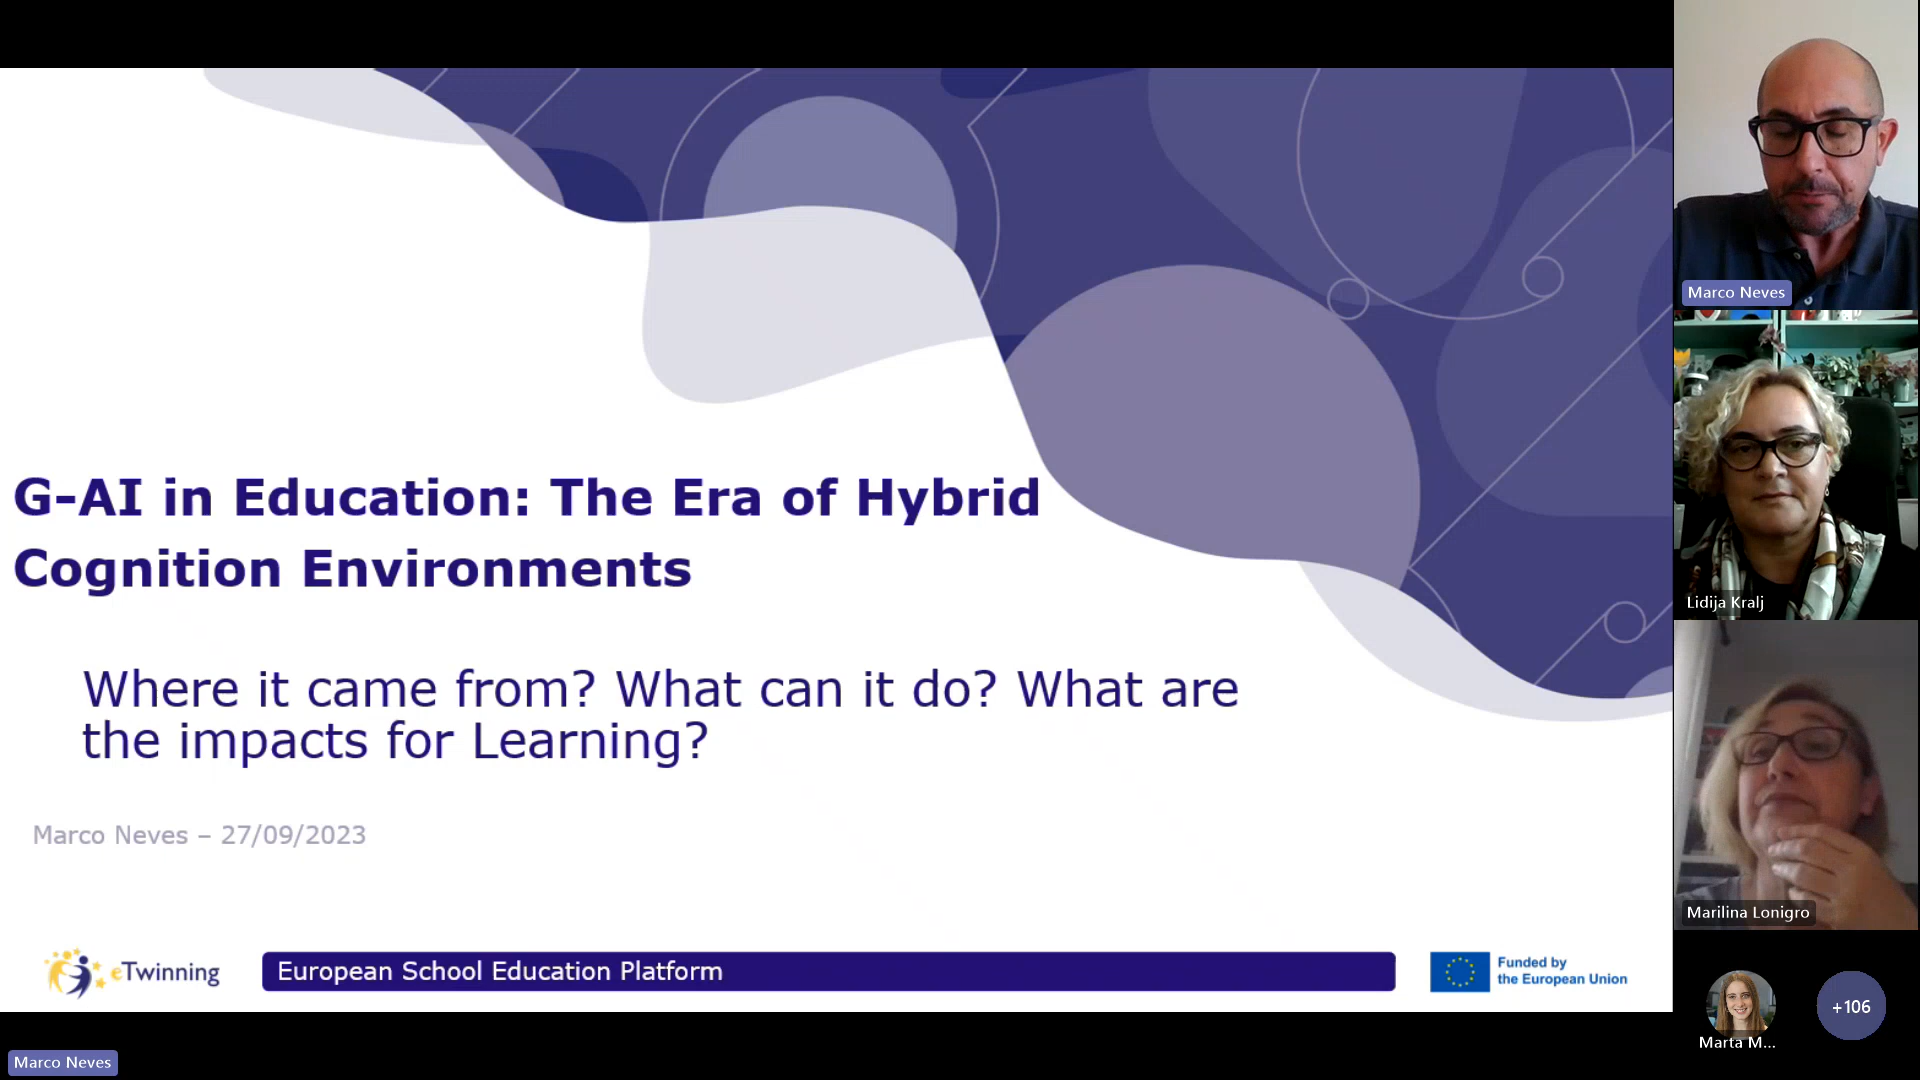 G-AI in Education: The Era of Hybrid
Cognition Environments
Where it came from? What can it do? What are
the impacts for Learning?
Marco Neves – 27/09/2023
eTwinning
European School Education Platform
Funded by
the European Union
Marco Neves
Marco Neves
Lidija Kralj
Marilina Lonigro
Marta M...
+106